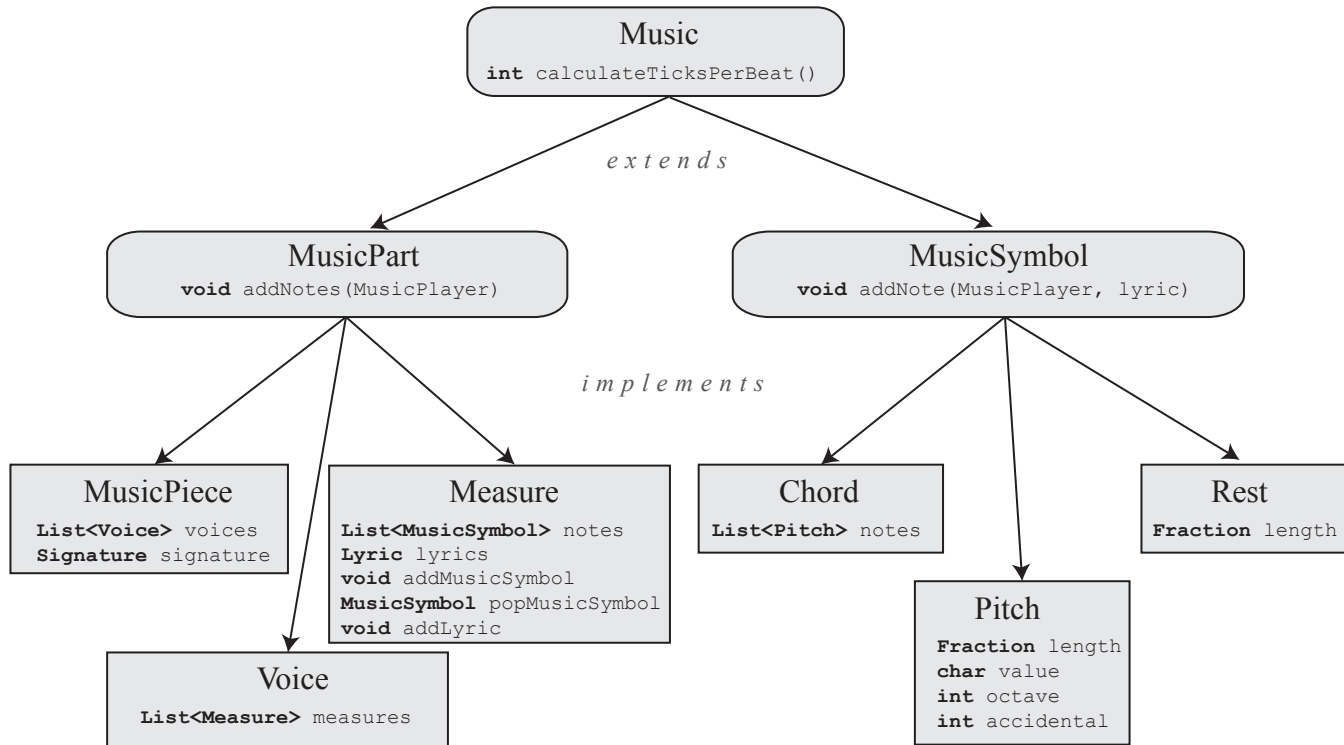 Music
int calculateTicksPerBeat()
extends
MusicPart
void addNotes(MusicPlayer)
MusicSymbol
void addNote(MusicPlayer, lyric)
implements
MusicPiece
List<Voice> voices
Signature signature
Measure
List<MusicSymbol> notes
Lyric lyrics
void addMusicSymbol
MusicSymbol popMusicSymbol
void addLyric
Voice
List<Measure> measures
Chord
List<Pitch> notes
Pitch
Fraction length
char value
int octave
int accidental
Rest
Fraction length